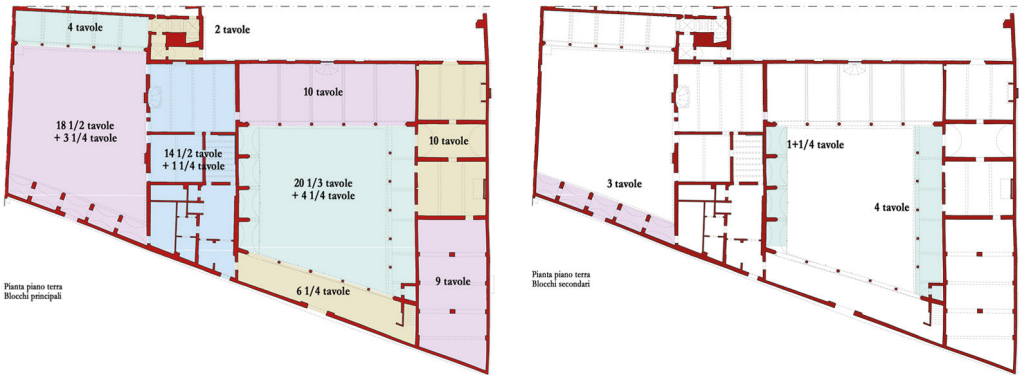 4 tavole
2 tavole
10 tavole
18 1/2 tavole
+ 3 1/4 tavole
14 1/2 tavole
+ 1 1/4 tavole
10 tavole
20 1/3 tavole
+ 4 1/4 tavole
9 tavole
6 1/4 tavole
Pianta piano terra
Blocchi principali
1+1/4 tavole
3 tavole
4 tavole
Pianta piano terra
Blocchi secondari